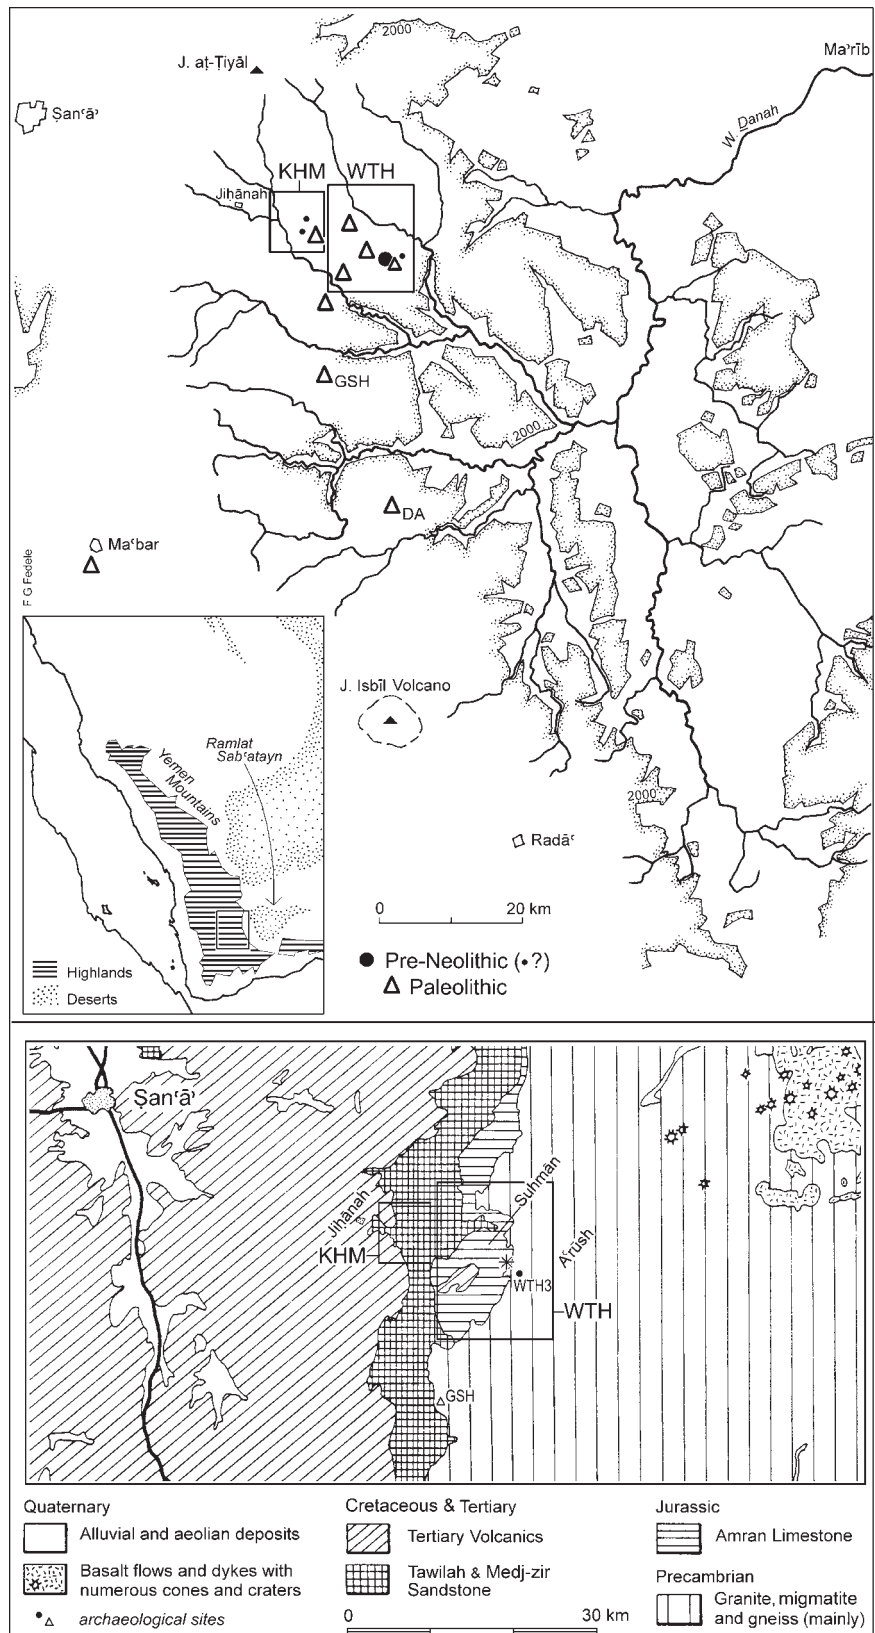 2000
J. aṭ-Ṭiyāl
Maʾrīb
Ṣanʿāʾ
W. Ḏanah
KHM
WTH
Jiḥānah
GSH
2000
DA
Maʿbar
F G Fedele
J. Isbīl Volcano
Ramlat
Sabʿatayn
Yemen
Mountains
2000
Radāʿ
0 20 km
Highlands
Deserts
Pre-Neolithic (•?)
Paleolithic
Ṣanʿāʾ
Jiḥānah
Suhmān
KHM
Aʿrūsh
WTH3
WTH
GSH
Quaternary
Alluvial and aeolian deposits
Basalt flows and dykes with
numerous cones and craters
archaeological sites
Cretaceous & Tertiary
Tertiary Volcanics
Tawilah & Medj-zir
Sandstone
0 30 km
Jurassic
Amran Limestone
Precambrian
Granite, migmatite
and gneiss (mainly)